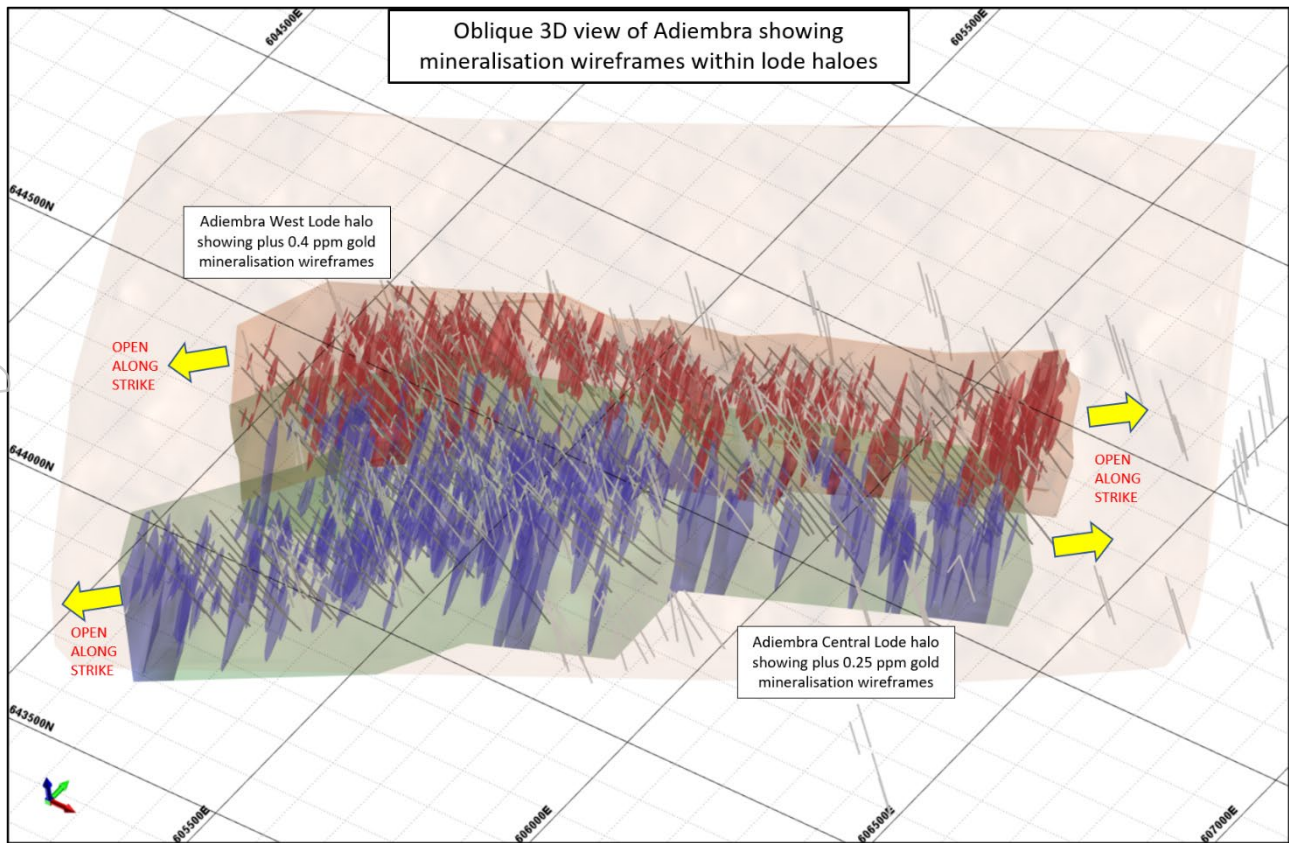 Oblique 3D view of Adiembra showing
mineralisation wireframes within lode haloes
604500E
605500E
644500N
Adiembra West Lode halo
showing plus 0.4 ppm gold
mineralisation wireframes
OPEN
ALONG
STRIKE
644000N
OPEN
ALONG
STRIKE
OPEN
ALONG
STRIKE
Adiembra Central Lode halo
showing plus 0.25 ppm gold
mineralisation wireframes
643500N
605500E
606000E
606500E
607000E